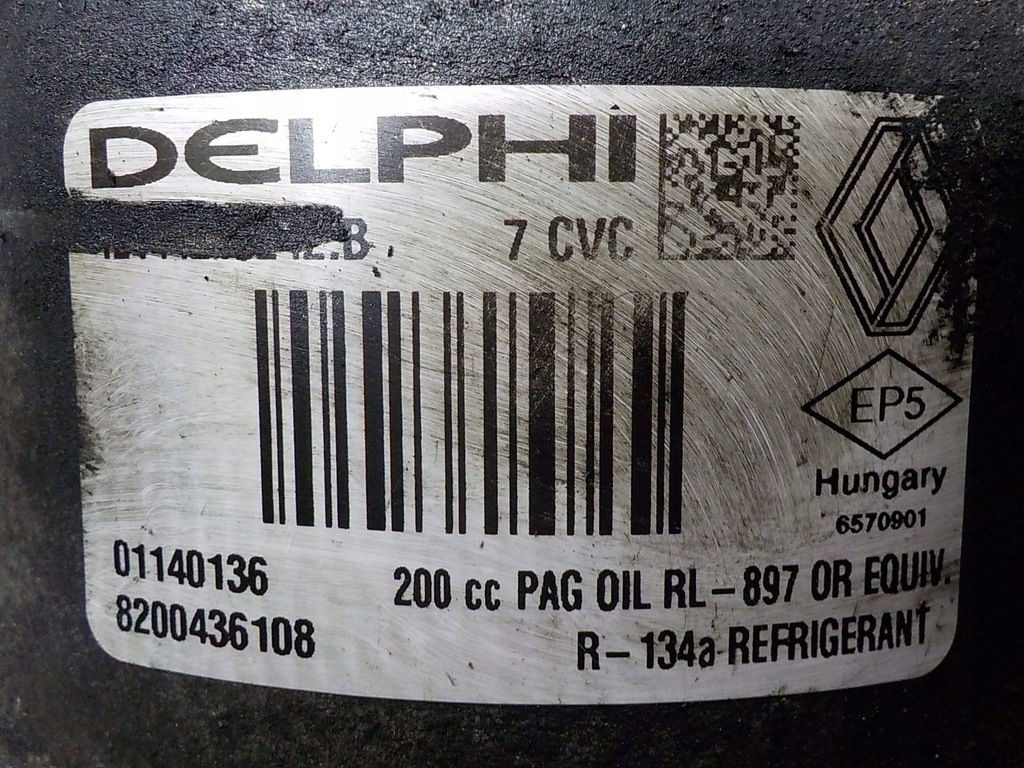 DELPHI
7 CVC
EP5
Hungary
6570901
01140136
200 cc PAG OIL RL-897 OR EQUIV.
8200436108
R-134a REFRIGERANT